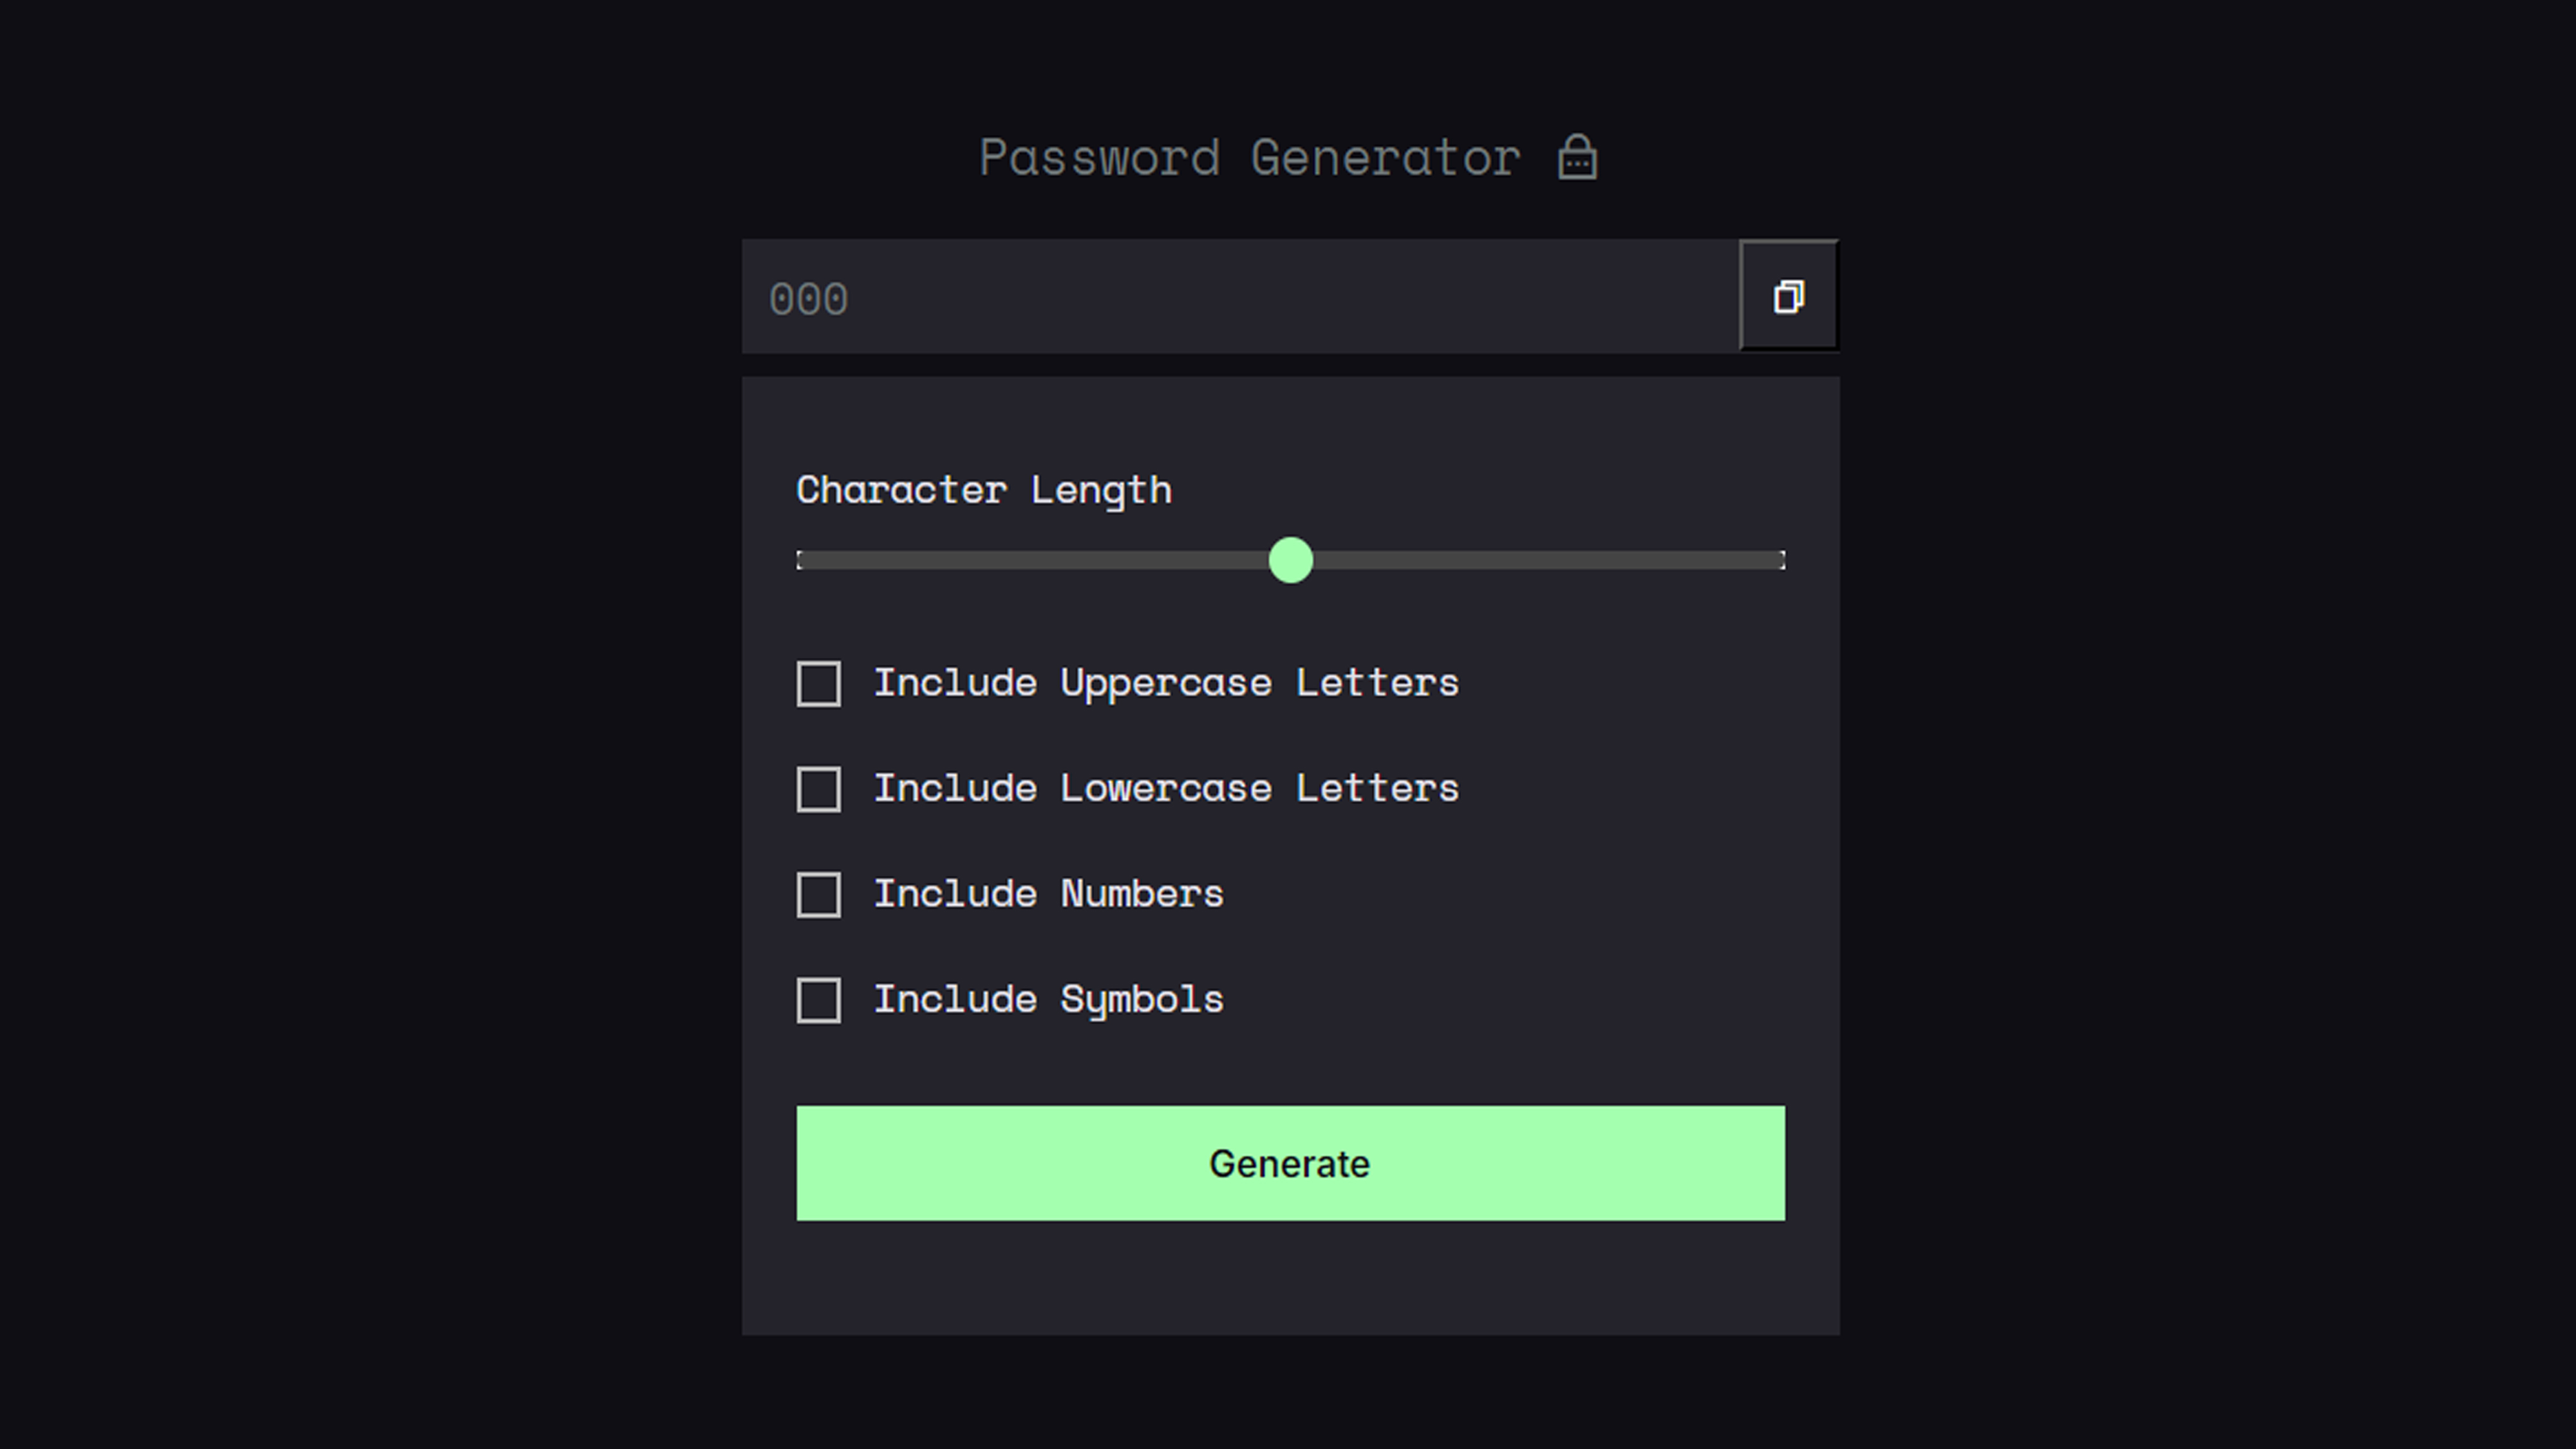 Password Generator
000
Character Length
Include Uppercase Letters
Include Lowercase Letters
Include Numbers
Include Symbols
Generate